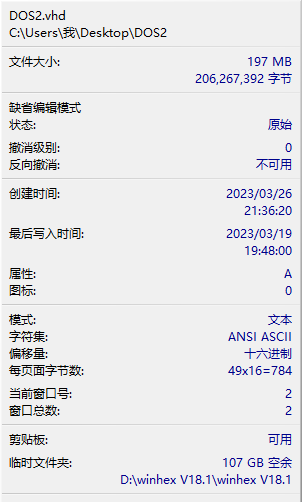 DOS2.vhd
C:\Users\我\Desktop\DOS2
文件大小: 197 MB
206,267,392 字节
缺省编辑模式
状态: 原始
撤消级别: 0
反向撤消: 不可用
创建时间: 2023/03/26
21:36:20
最后写入时间: 2023/03/19
19:48:00
属性: A
图标: 0
模式: 文本
字符集: ANSI ASCII
偏移量: 十六进制
每页面字节数: 49x16=784
当前窗口号: 2
窗口总数: 2
剪贴板: 可用
临时文件夹: 107 GB 空余
D:\winhex V18.1\winhex V18.1